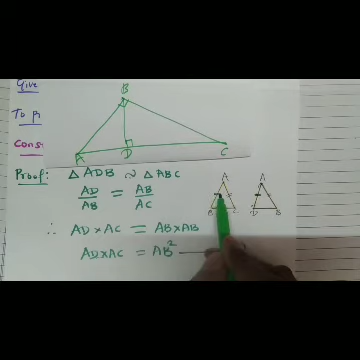 Give
B
To p
Cons
A D C
Proof: △ ADB ~ △ ABC
AD/AB = AB/AC
A A
B C D B
∴ AD×AC = AB×AB
AD×AC = AB²